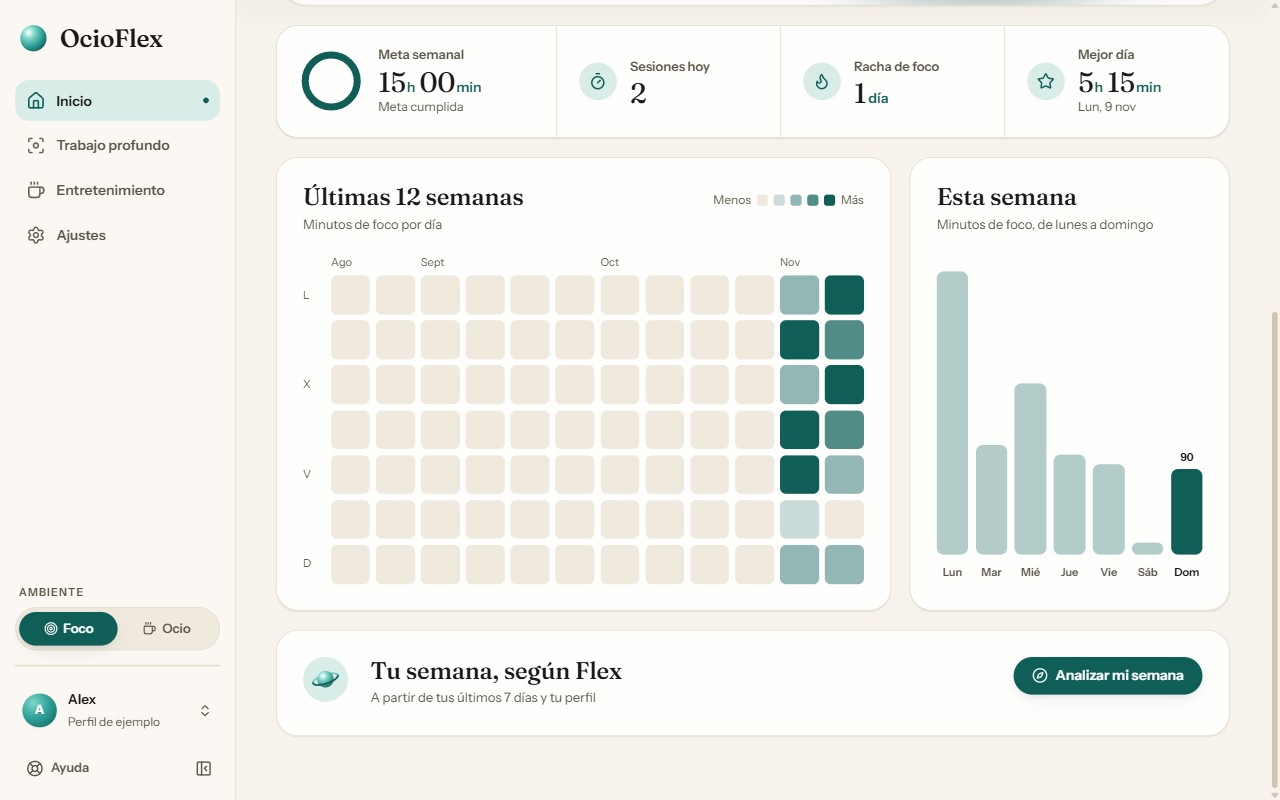 OcioFlex
Inicio
Trabajo profundo
Entretenimiento
Ajustes
AMBIENTE
Foco
Ocio
A
Alex
Perfil de ejemplo
Ayuda
Meta semanal
15h 00min
Meta cumplida
Sesiones hoy
2
Racha de foco
1 día
Mejor día
5h 15min
Lun, 9 nov
Últimas 12 semanas
Minutos de foco por día
Menos
Más
Ago Sept Oct Nov
L
X
V
D
Esta semana
Minutos de foco, de lunes a domingo
90
Lun Mar Mié Jue Vie Sáb Dom
Tu semana, según Flex
A partir de tus últimos 7 días y tu perfil
Analizar mi semana